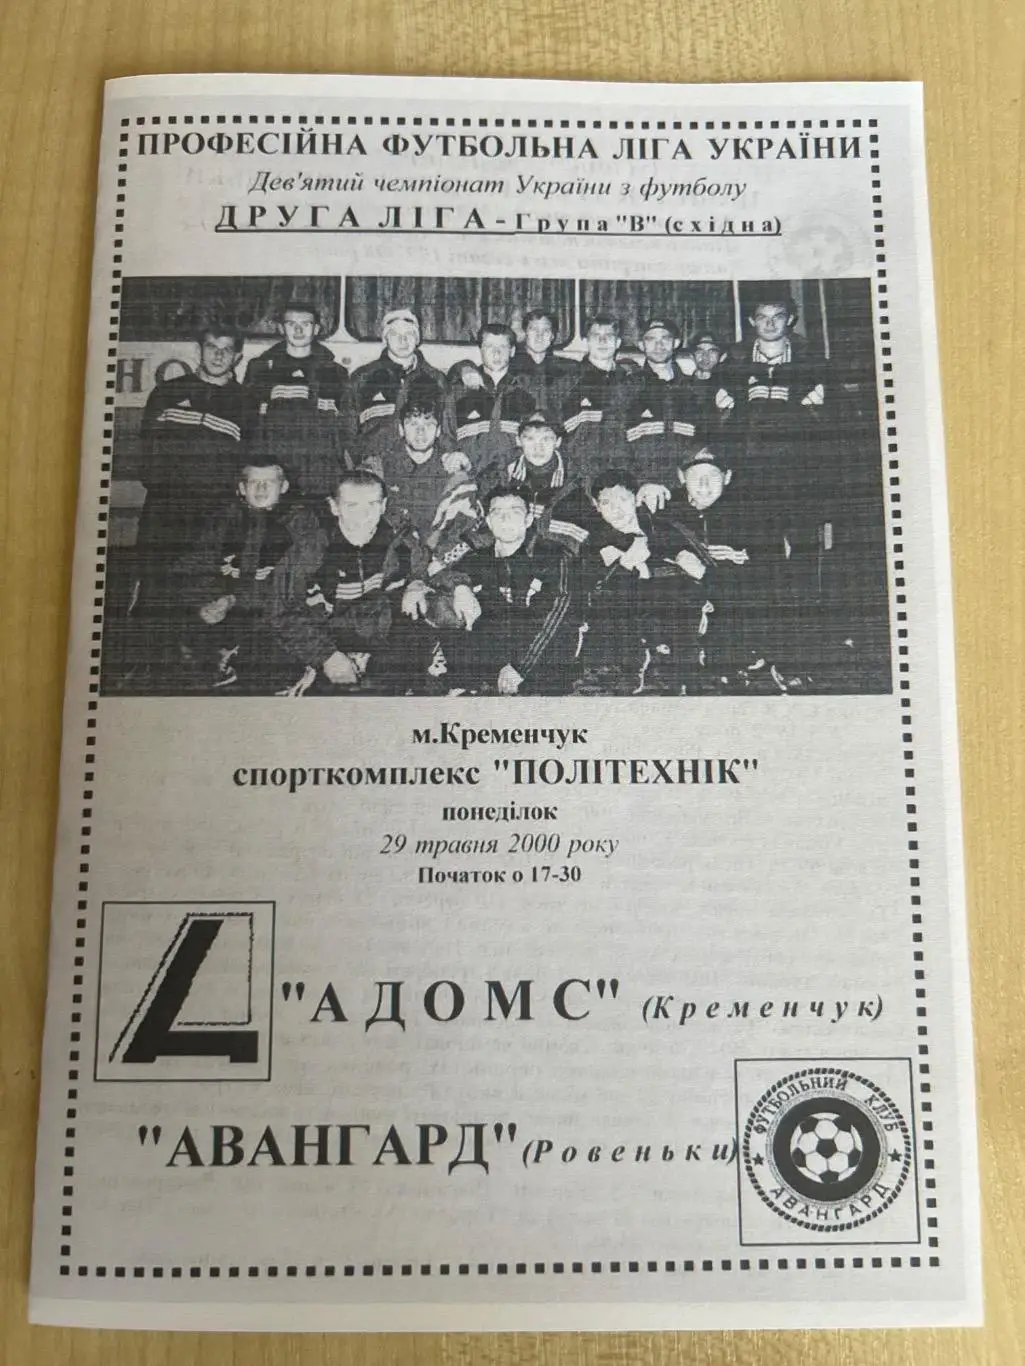 ПРОФЕСІЙНА ФУТБОЛЬНА ЛІГА УКРАЇНИ
Дев'ятий чемпіонат України з футболу
ДРУГА ЛІГА - Група "В" (східна)
НО
м.Кременчук
спорткомплекс "ПОЛІТЕХНІК"
понеділок
29 травня 2000 року
Початок о 17-30
"АДОМС" (Кременчук)
"АВАНГАРД" (Ровеньки)
ФУТБОЛЬНИЙ КЛУБ
АВАНГАРД